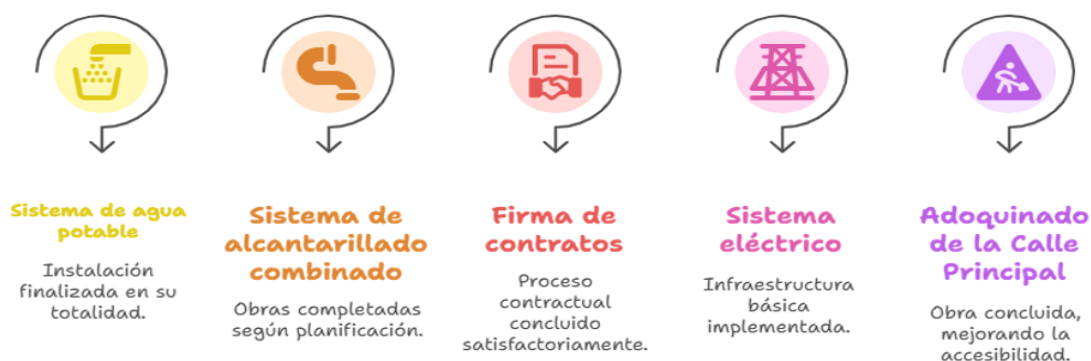 Sistema de agua
potable
Instalación
finalizada en su
totalidad.
Sistema de
alcantarillado
combinado
Obras completadas
según planificación.
Firma de
contratos
Proceso
contractual
concluido
satisfactoriamente.
Sistema
eléctrico
Infraestructura
básica
implementada.
Adoquinado
de la Calle
Principal
Obra concluida,
mejorando la
accesibilidad.